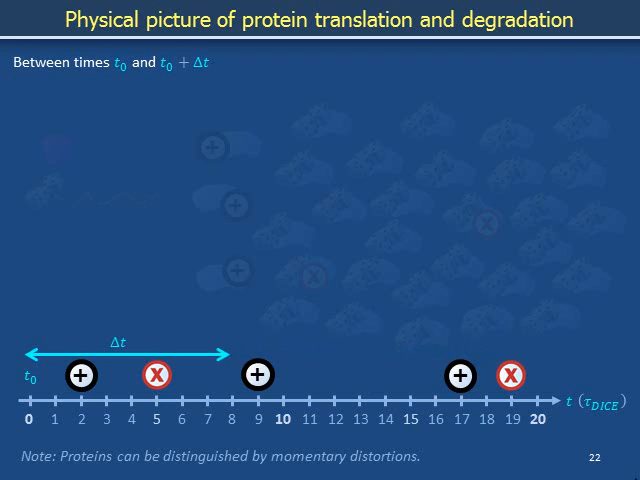 Physical picture of protein translation and degradation
Between times t₀ and t₀ + Δt
Δt
t₀ + X + + X
t (τ_DICE)
0 1 2 3 4 5 6 7 8 9 10 11 12 13 14 15 16 17 18 19 20
Note: Proteins can be distinguished by momentary distortions.
22